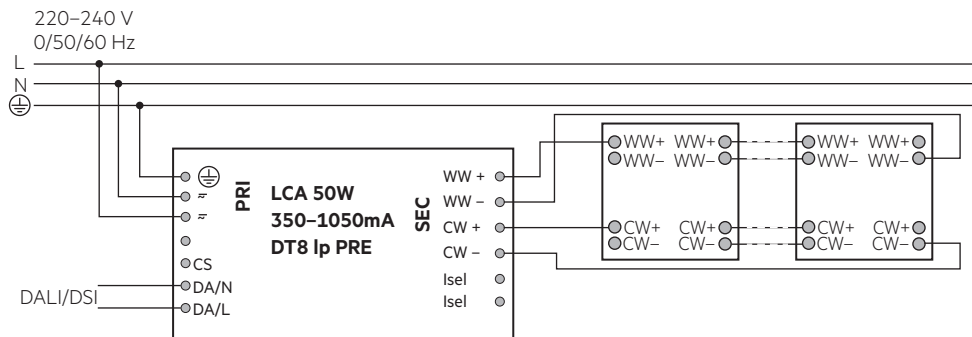 220–240 V
0/50/60 Hz
L
N
PRI
LCA 50W
350–1050mA
DT8 lp PRE
SEC
CS
DA/N
DA/L
DALI/DSI
WW +
WW –
CW +
CW –
Isel
Isel
WW+ WW+
WW– WW–
CW+ CW+
CW– CW–
WW+ WW+
WW– WW–
CW+ CW+
CW– CW–